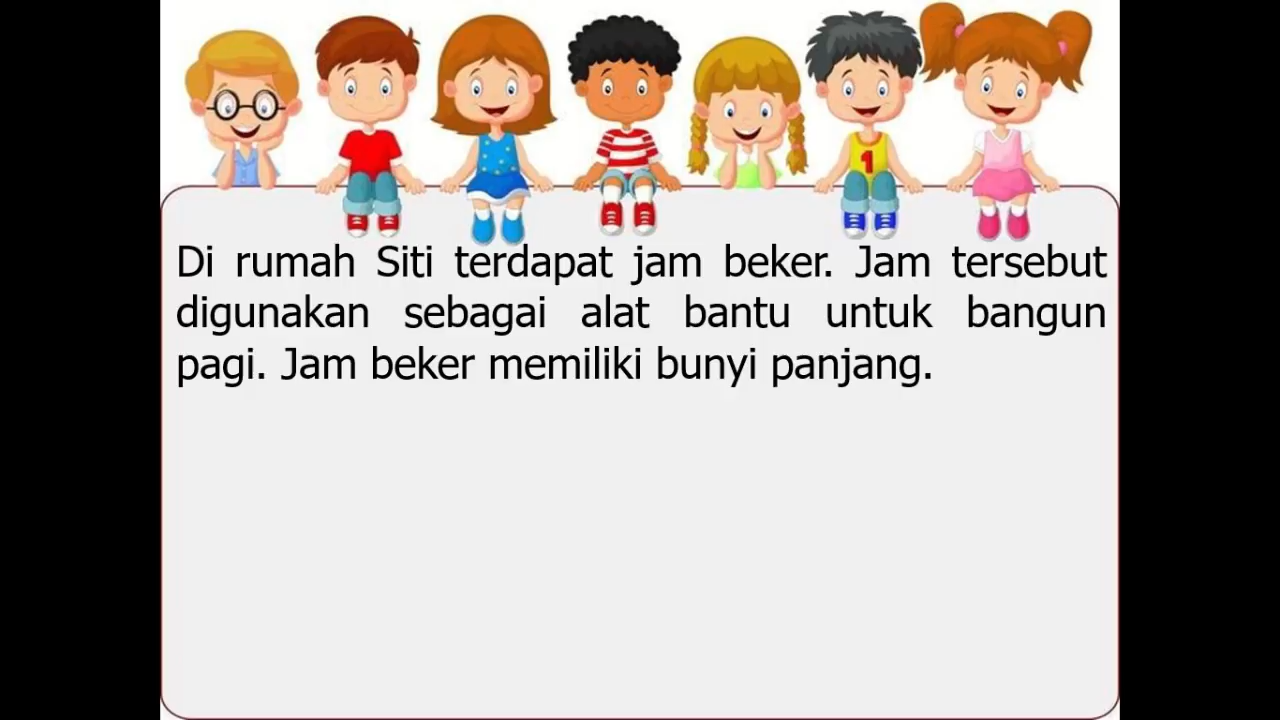 Di rumah Siti terdapat jam beker. Jam tersebut
digunakan sebagai alat bantu untuk bangun
pagi. Jam beker memiliki bunyi panjang.
1